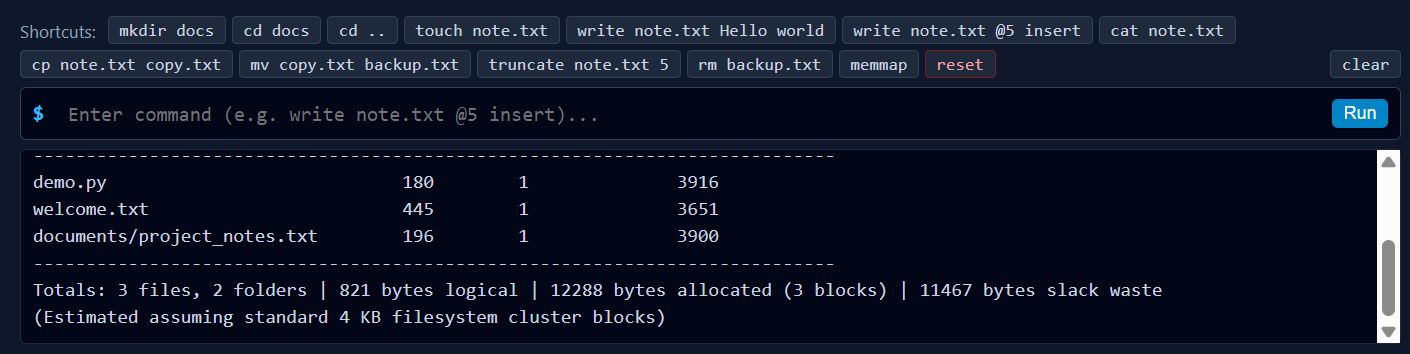 Shortcuts: mkdir docs cd docs cd .. touch note.txt write note.txt Hello world write note.txt @5 insert cat note.txt
cp note.txt copy.txt mv copy.txt backup.txt truncate note.txt 5 rm backup.txt memmap reset clear
$ Enter command (e.g. write note.txt @5 insert)... Run
----------------------------------------------------------------------------
demo.py 180 1 3916
welcome.txt 445 1 3651
documents/project_notes.txt 196 1 3900
----------------------------------------------------------------------------
Totals: 3 files, 2 folders | 821 bytes logical | 12288 bytes allocated (3 blocks) | 11467 bytes slack waste
(Estimated assuming standard 4 KB filesystem cluster blocks)